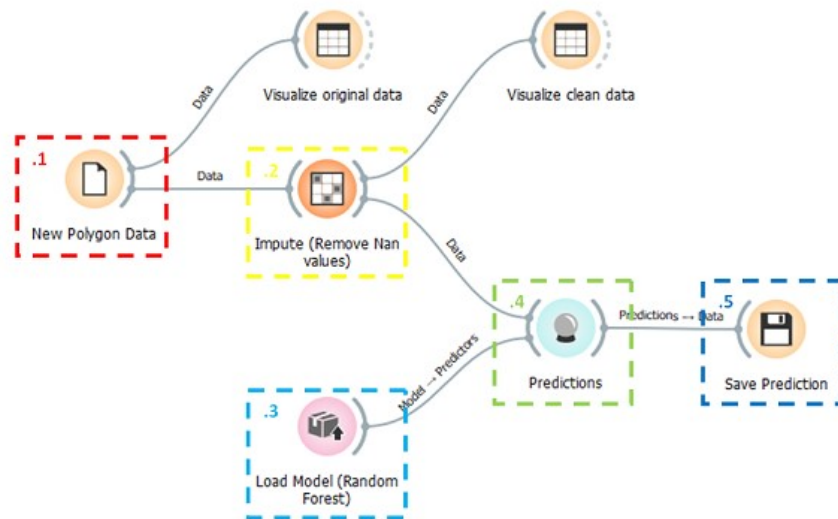 Visualize original data
Visualize clean data
Data
Data
.1
New Polygon Data
Data
.2
Impute (Remove Nan
values)
Data
.3
Load Model (Random
Forest)
Model → Predictors
.4
Predictions
Predictions → Data
.5
Save Prediction